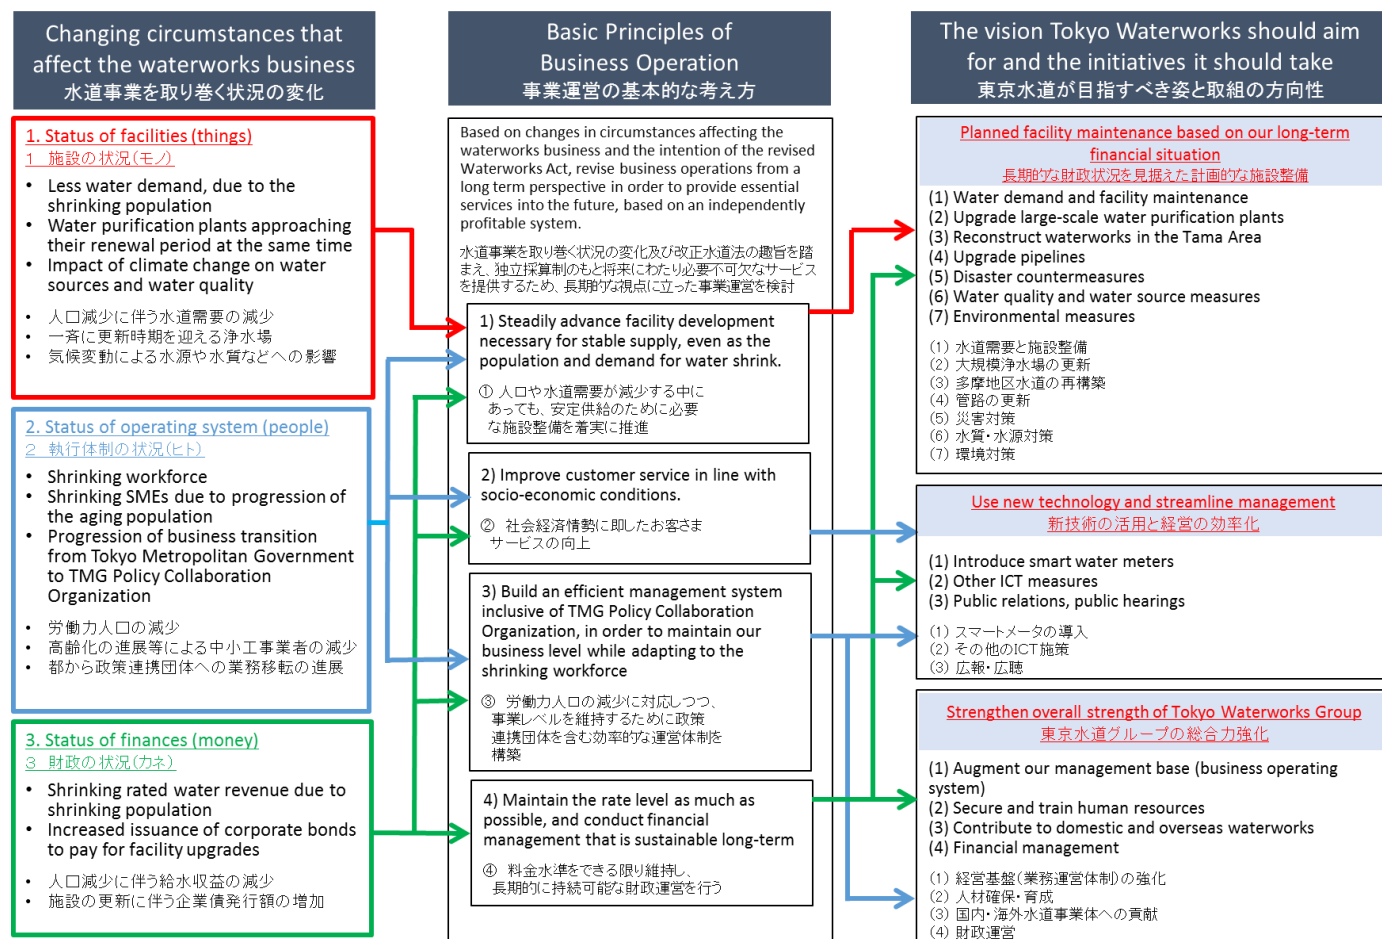 Changing circumstances that
affect the waterworks business
水道事業を取り巻く状況の変化
1. Status of facilities (things)
1 施設の状況(モノ)
• Less water demand, due to the
shrinking population
• Water purification plants approaching
their renewal period at the same time
• Impact of climate change on water
sources and water quality
• 人口減少に伴う水道需要の減少
• 一斉に更新時期を迎える浄水場
• 気候変動による水源や水質などへの影響
2. Status of operating system (people)
2 執行体制の状況(ヒト)
• Shrinking workforce
• Shrinking SMEs due to progression of
the aging population
• Progression of business transition
from Tokyo Metropolitan Government
to TMG Policy Collaboration
Organization
• 労働力人口の減少
• 高齢化の進展等による中小工事業者の減少
• 都から政策連携団体への業務移転の進展
3. Status of finances (money)
3 財政の状況(カネ)
• Shrinking rated water revenue due to
shrinking population
• Increased issuance of corporate bonds
to pay for facility upgrades
• 人口減少に伴う給水収益の減少
• 施設の更新に伴う企業債発行額の増加
Basic Principles of
Business Operation
事業運営の基本的な考え方
Based on changes in circumstances affecting the
waterworks business and the intention of the revised
Waterworks Act, revise business operations from a
long term perspective in order to provide essential
services into the future, based on an independently
profitable system.
水道事業を取り巻く状況の変化及び改正水道法の趣旨を踏
まえ、独立採算制のもと将来にわたり必要不可欠なサービス
を提供するため、長期的な視点に立った事業運営を検討
1) Steadily advance facility development
necessary for stable supply, even as the
population and demand for water shrink.
① 人口や水道需要が減少する中に
あっても、安定供給のために必要
な施設整備を着実に推進
2) Improve customer service in line with
socio-economic conditions.
② 社会経済情勢に即したお客さま
サービスの向上
3) Build an efficient management system
inclusive of TMG Policy Collaboration
Organization, in order to maintain our
business level while adapting to the
shrinking workforce
③ 労働力人口の減少に対応しつつ、
事業レベルを維持するために政策
連携団体を含む効率的な運営体制を
構築
4) Maintain the rate level as much as
possible, and conduct financial
management that is sustainable long-term
④ 料金水準をできる限り維持し、
長期的に持続可能な財政運営を行う
The vision Tokyo Waterworks should aim
for and the initiatives it should take
東京水道が目指すべき姿と取組の方向性
Planned facility maintenance based on our long-term
financial situation
長期的な財政状況を見据えた計画的な施設整備
(1) Water demand and facility maintenance
(2) Upgrade large-scale water purification plants
(3) Reconstruct waterworks in the Tama Area
(4) Upgrade pipelines
(5) Disaster countermeasures
(6) Water quality and water source measures
(7) Environmental measures
(1) 水道需要と施設整備
(2) 大規模浄水場の更新
(3) 多摩地区水道の再構築
(4) 管路の更新
(5) 災害対策
(6) 水質・水源対策
(7) 環境対策
Use new technology and streamline management
新技術の活用と経営の効率化
(1) Introduce smart water meters
(2) Other ICT measures
(3) Public relations, public hearings
(1) スマートメータの導入
(2) その他のICT施策
(3) 広報・広聴
Strengthen overall strength of Tokyo Waterworks Group
東京水道グループの総合力強化
(1) Augment our management base (business operating
system)
(2) Secure and train human resources
(3) Contribute to domestic and overseas waterworks
(4) Financial management
(1) 経営基盤(業務運営体制)の強化
(2) 人材確保・育成
(3) 国内・海外水道事業体への貢献
(4) 財政運営